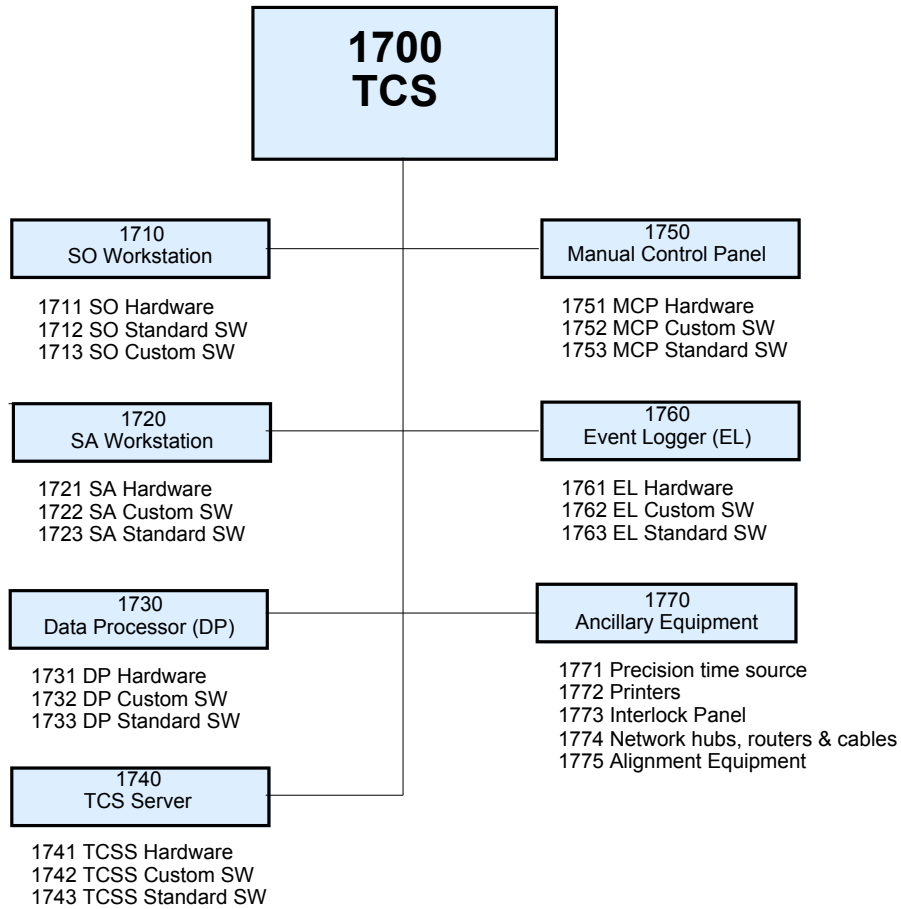 1700
TCS
1710
SO Workstation
1711 SO Hardware
1712 SO Standard SW
1713 SO Custom SW
1720
SA Workstation
1721 SA Hardware
1722 SA Custom SW
1723 SA Standard SW
1730
Data Processor (DP)
1731 DP Hardware
1732 DP Custom SW
1733 DP Standard SW
1740
TCS Server
1741 TCSS Hardware
1742 TCSS Custom SW
1743 TCSS Standard SW
1750
Manual Control Panel
1751 MCP Hardware
1752 MCP Custom SW
1753 MCP Standard SW
1760
Event Logger (EL)
1761 EL Hardware
1762 EL Custom SW
1763 EL Standard SW
1770
Ancillary Equipment
1771 Precision time source
1772 Printers
1773 Interlock Panel
1774 Network hubs, routers & cables
1775 Alignment Equipment